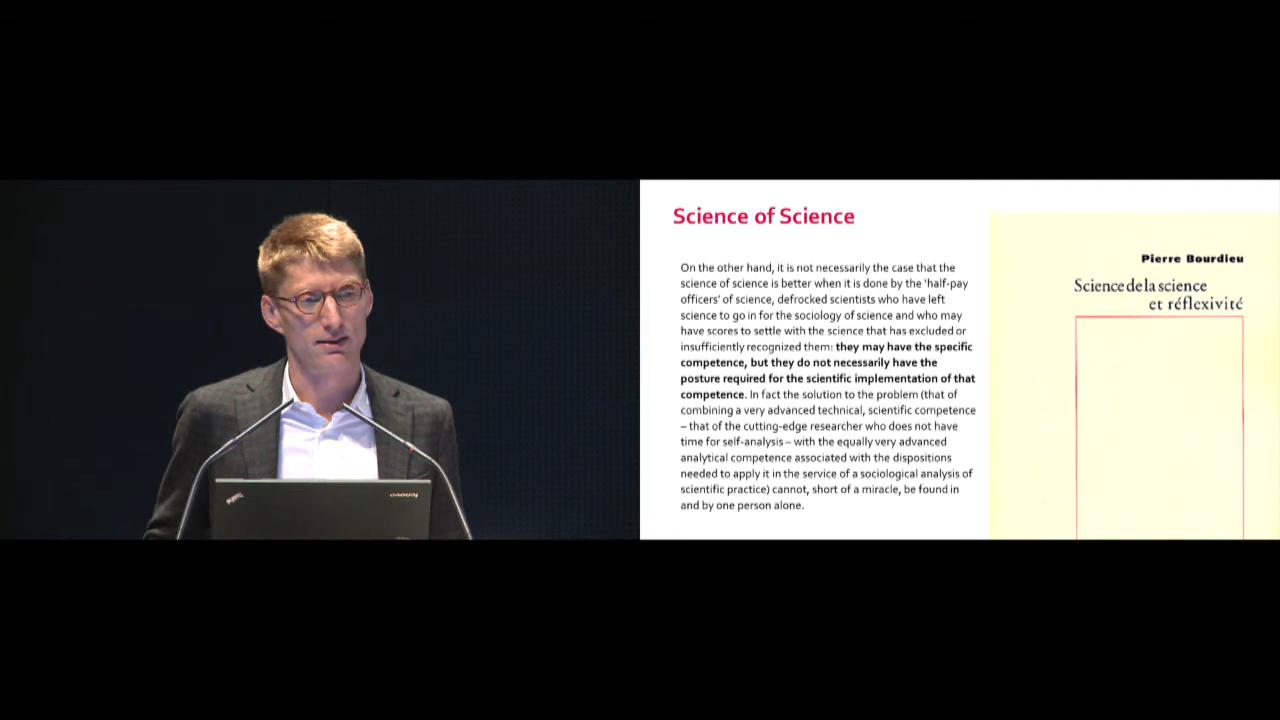 Science of Science
On the other hand, it is not necessarily the case that the
science of science is better when it is done by the 'half-pay
officers' of science, defrocked scientists who have left
science to go in for the sociology of science and who may
have scores to settle with the science that has excluded or
insufficiently recognized them: they may have the specific
competence, but they do not necessarily have the
posture required for the scientific implementation of that
competence. In fact the solution to the problem (that of
combining a very advanced technical, scientific competence
– that of the cutting-edge researcher who does not have
time for self-analysis – with the equally very advanced
analytical competence associated with the dispositions
needed to apply it in the service of a sociological analysis of
scientific practice) cannot, short of a miracle, be found in
and by one person alone.
Pierre Bourdieu
Science de la science
et réflexivité
ThinkPad
lenovo